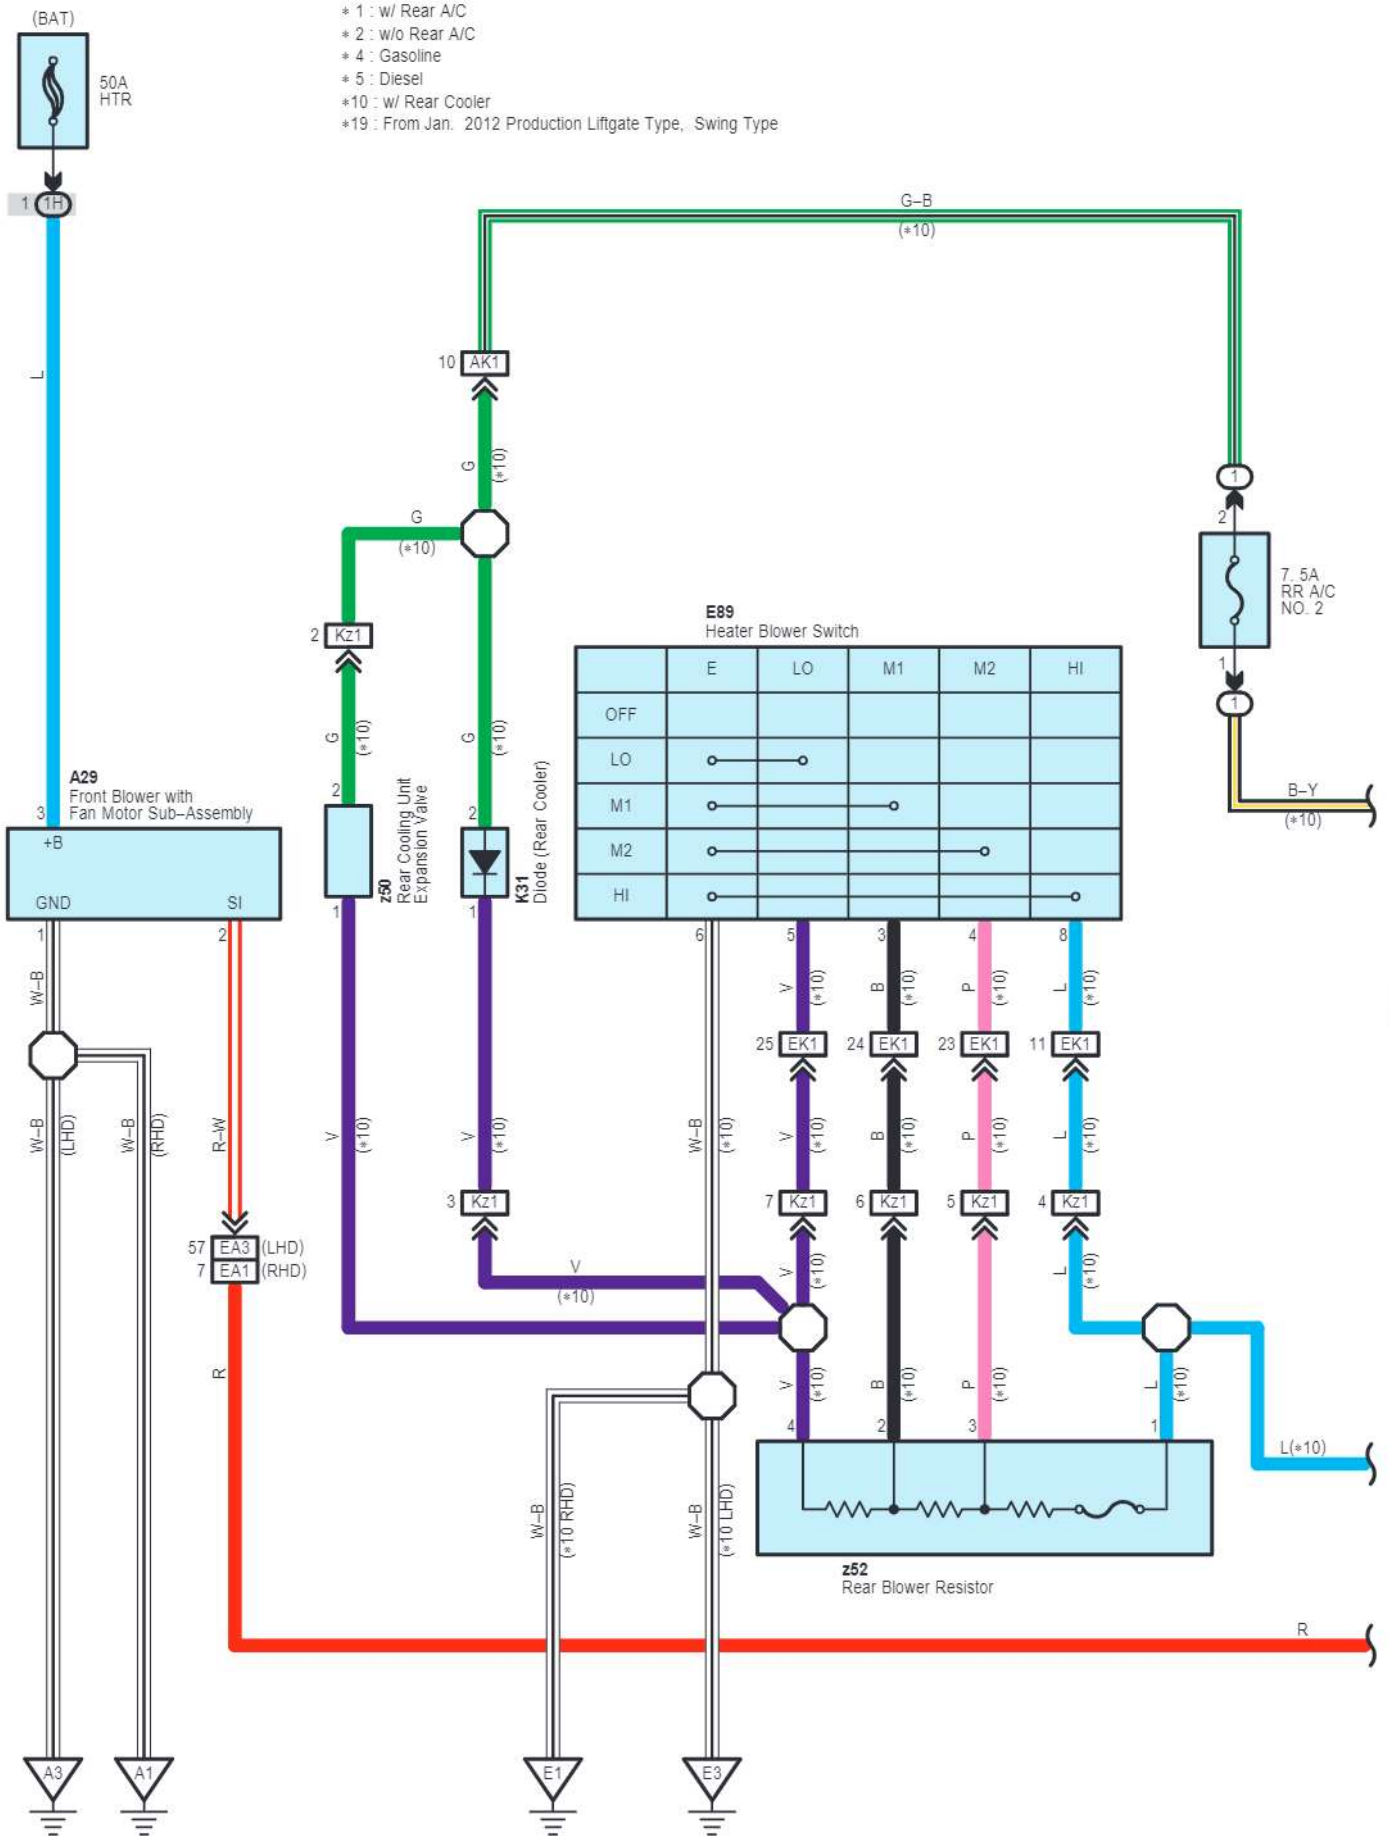 (BAT)
50A
HTR
1 1H
L
∗ 1 : w/ Rear A/C
∗ 2 : w/o Rear A/C
∗ 4 : Gasoline
∗ 5 : Diesel
∗10 : w/ Rear Cooler
∗19 : From Jan. 2012 Production Liftgate Type, Swing Type
G–B
(∗10)
10 AK1
G
(∗10)
G
(∗10)
2 Kz1
G
(∗10)
G
(∗10)
1
2
7. 5A
RR A/C
NO. 2
1
1
B–Y
(∗10)
E89
Heater Blower Switch
E LO M1 M2 HI
OFF
LO
M1
M2
HI
A29
Front Blower with
Fan Motor Sub–Assembly
3
+B
GND SI
1 2
2
z50
Rear Cooling Unit
Expansion Valve
1
2
K31
Diode (Rear Cooler)
1
6 5 3 4 8
W–B
V
(∗10)
B
(∗10)
P
(∗10)
L
(∗10)
25 EK1
24 EK1
23 EK1
11 EK1
W–B
(LHD)
W–B
(RHD)
R–W
V
(∗10)
V
(∗10)
W–B
(∗10)
V
(∗10)
B
(∗10)
P
(∗10)
L
(∗10)
3 Kz1
7 Kz1
6 Kz1
5 Kz1
4 Kz1
57 EA3 (LHD)
7 EA1 (RHD)
V
(∗10)
V
(∗10)
L
(∗10)
R
V
(∗10)
B
(∗10)
P
(∗10)
L
(∗10)
4 2 3 1
L(∗10)
W–B
(∗10 RHD)
W–B
(∗10 LHD)
z52
Rear Blower Resistor
R
A3 A1 E1 E3